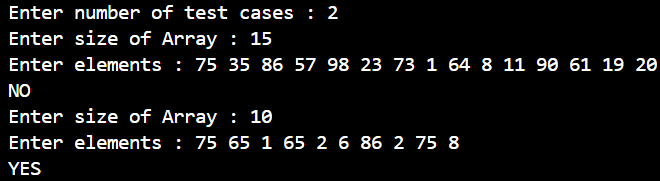 Enter number of test cases : 2
Enter size of Array : 15
Enter elements : 75 35 86 57 98 23 73 1 64 8 11 90 61 19 20
NO
Enter size of Array : 10
Enter elements : 75 65 1 65 2 6 86 2 75 8
YES